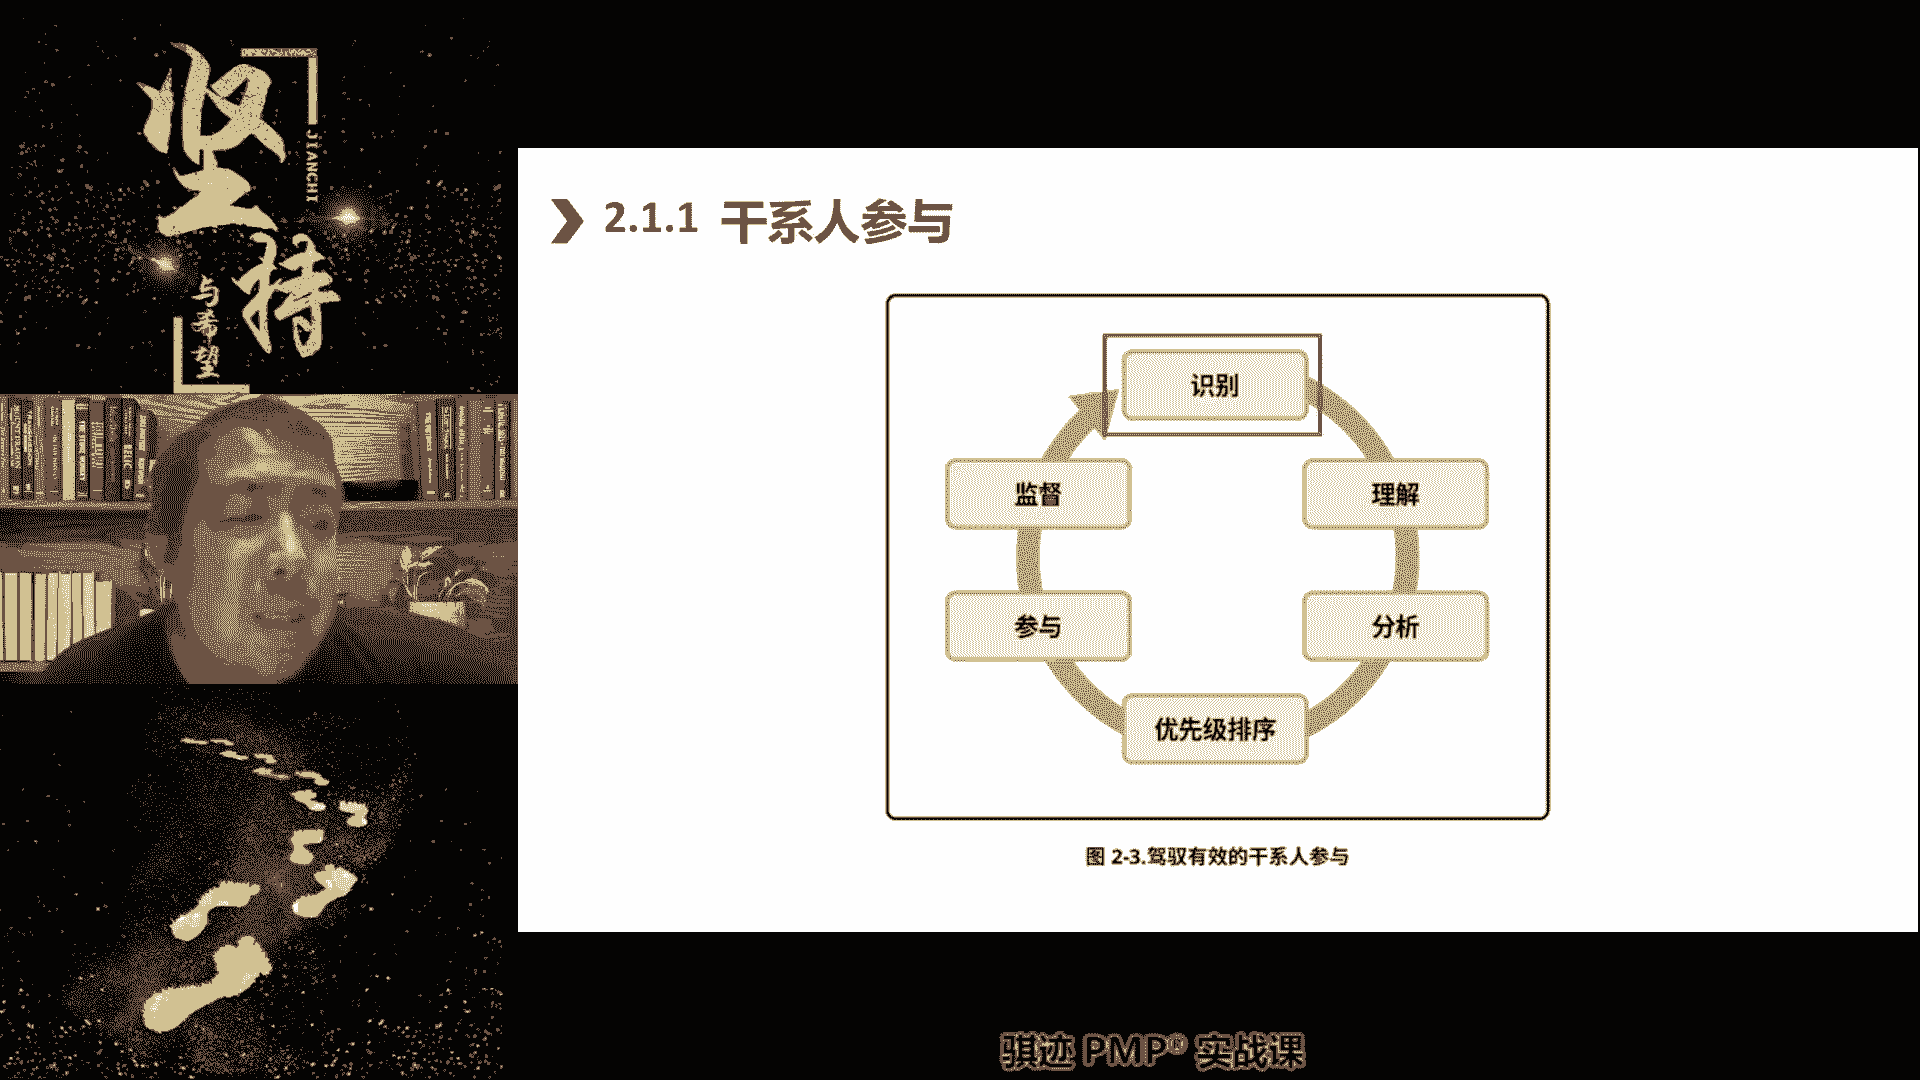 坚持
JIANCHI
与希望
2.1.1 干系人参与
识别
监督
理解
参与
分析
优先级排序
图 2-3.驾驭有效的干系人参与
骐迹 PMP® 实战课